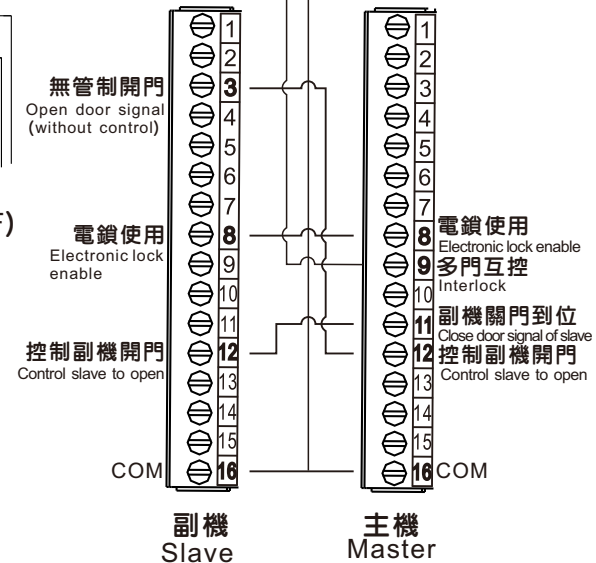 1
2
無管制開門
3
Open door signal
(without control)
4
5
6
7
電鎖使用
8
Electronic lock
enable
9
10
11
控制副機開門
12
Control slave to open
13
14
15
COM
16
副機
Slave
1
2
3
4
5
6
7
8
電鎖使用
Electronic lock enable
9
多門互控
Interlock
10
11
副機關門到位
Close door signal of slave
12
控制副機開門
Control slave to open
13
14
15
16
COM
主機
Master
)